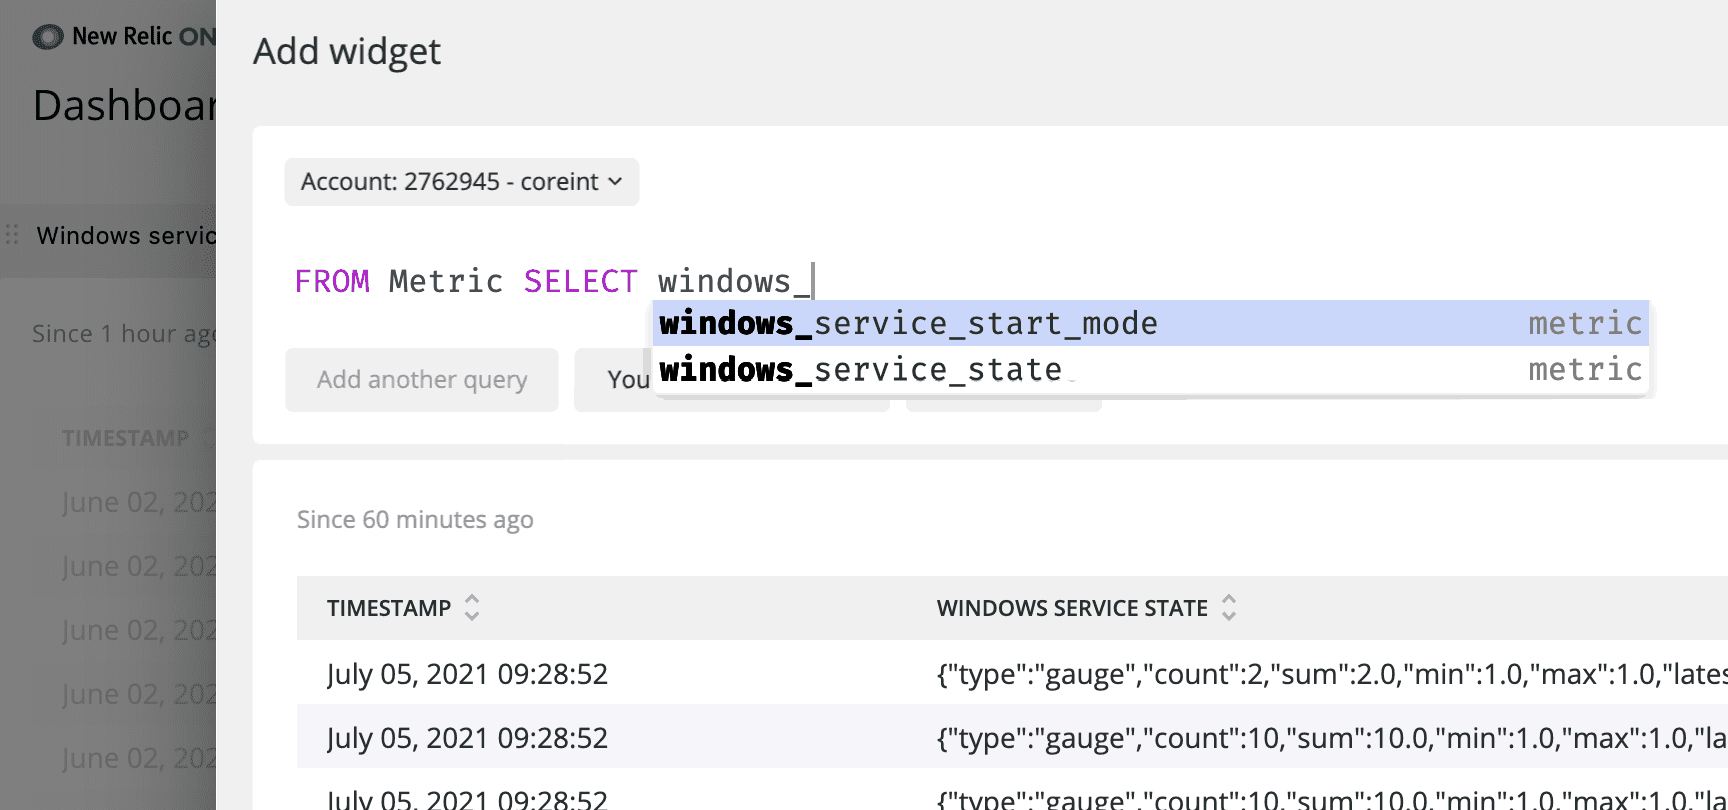 New Relic ON
Dashboar
Windows servic
Since 1 hour ago
TIMESTAMP
June 02, 202
June 02, 202
June 02, 202
June 02, 202
June 02, 202
Add widget
Account: 2762945 - coreint
FROM Metric SELECT windows_
windows_service_start_mode metric
windows_service_state metric
Add another query
You
Since 60 minutes ago
TIMESTAMP WINDOWS SERVICE STATE
July 05, 2021 09:28:52 {"type":"gauge","count":2,"sum":2.0,"min":1.0,"max":1.0,"lates
July 05, 2021 09:28:52 {"type":"gauge","count":10,"sum":10.0,"min":1.0,"max":1.0,"la
July 05, 2021 09:28:52 {"type":"gauge","count":10,"sum":10.0,"min":1.0,"max":1.0,"la